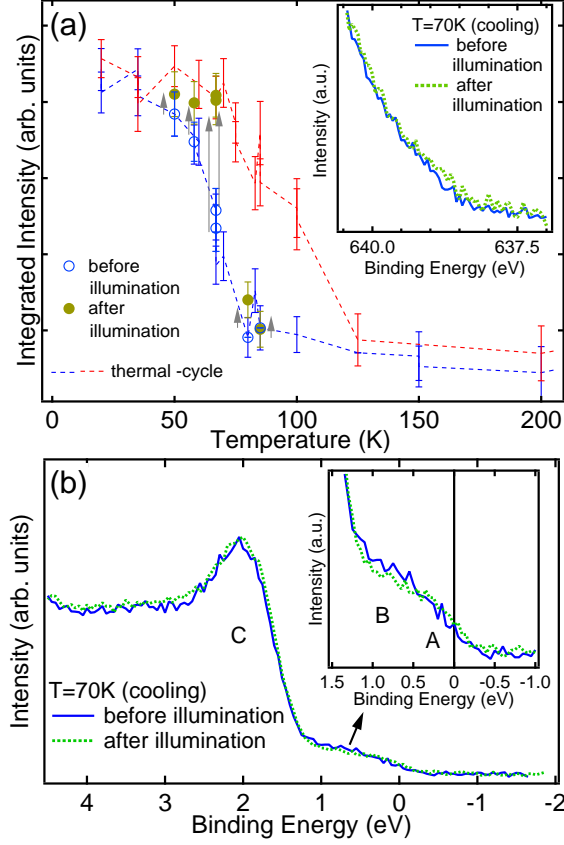 (a)
Integrated Intensity (arb. units)
before
illumination
after
illumination
thermal -cycle
0
50
100
150
200
Temperature (K)
T=70K (cooling)
before
illumination
after
illumination
Intensity (a.u.)
640.0
637.5
Binding Energy (eV)
(b)
Intensity (arb. units)
C
T=70K (cooling)
before illumination
after illumination
4
3
2
1
0
-1
-2
Binding Energy (eV)
Intensity (a.u.)
B
A
1.5
1.0
0.5
0
-0.5
-1.0
Binding Energy (eV)